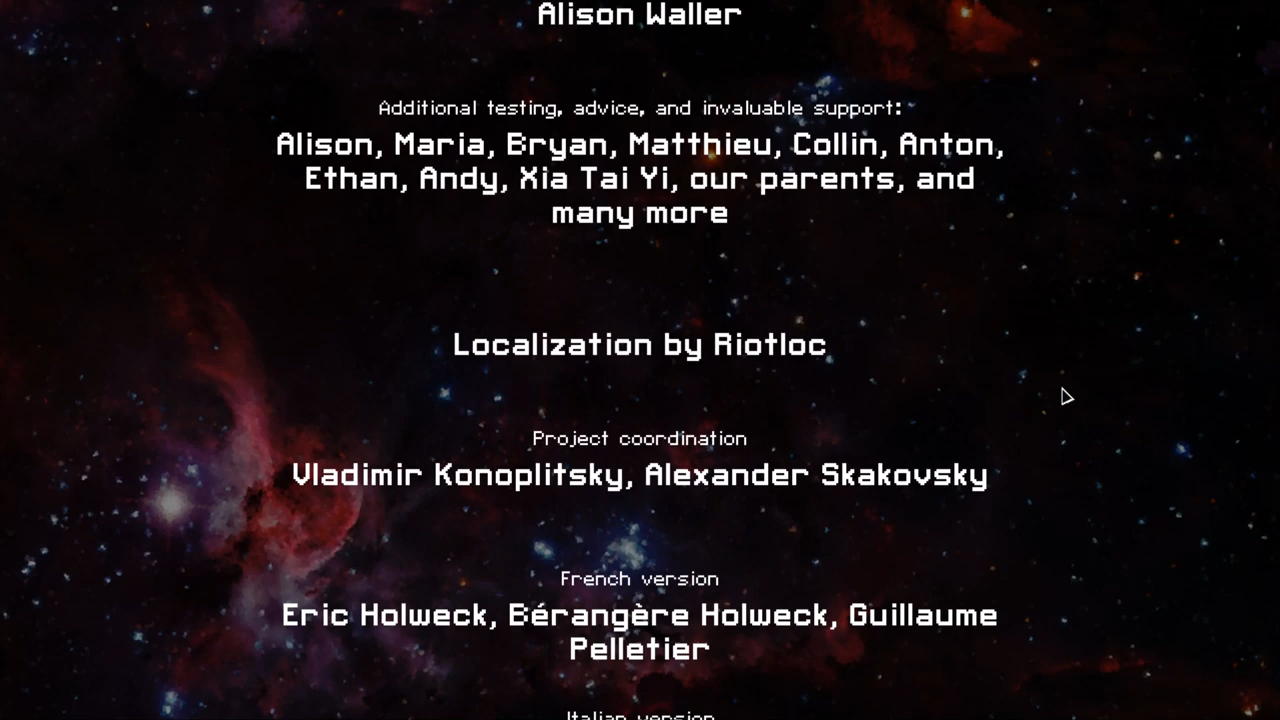 Alison Waller
Additional testing, advice, and invaluable support:
Alison, Maria, Bryan, Matthieu, Collin, Anton,
Ethan, Andy, Xia Tai Yi, our parents, and
many more
Localization by Riotloc
Project coordination
Vladimir Konoplitsky, Alexander Skakovsky
French version
Eric Holweck, Bérangère Holweck, Guillaume
Pelletier
Italian version